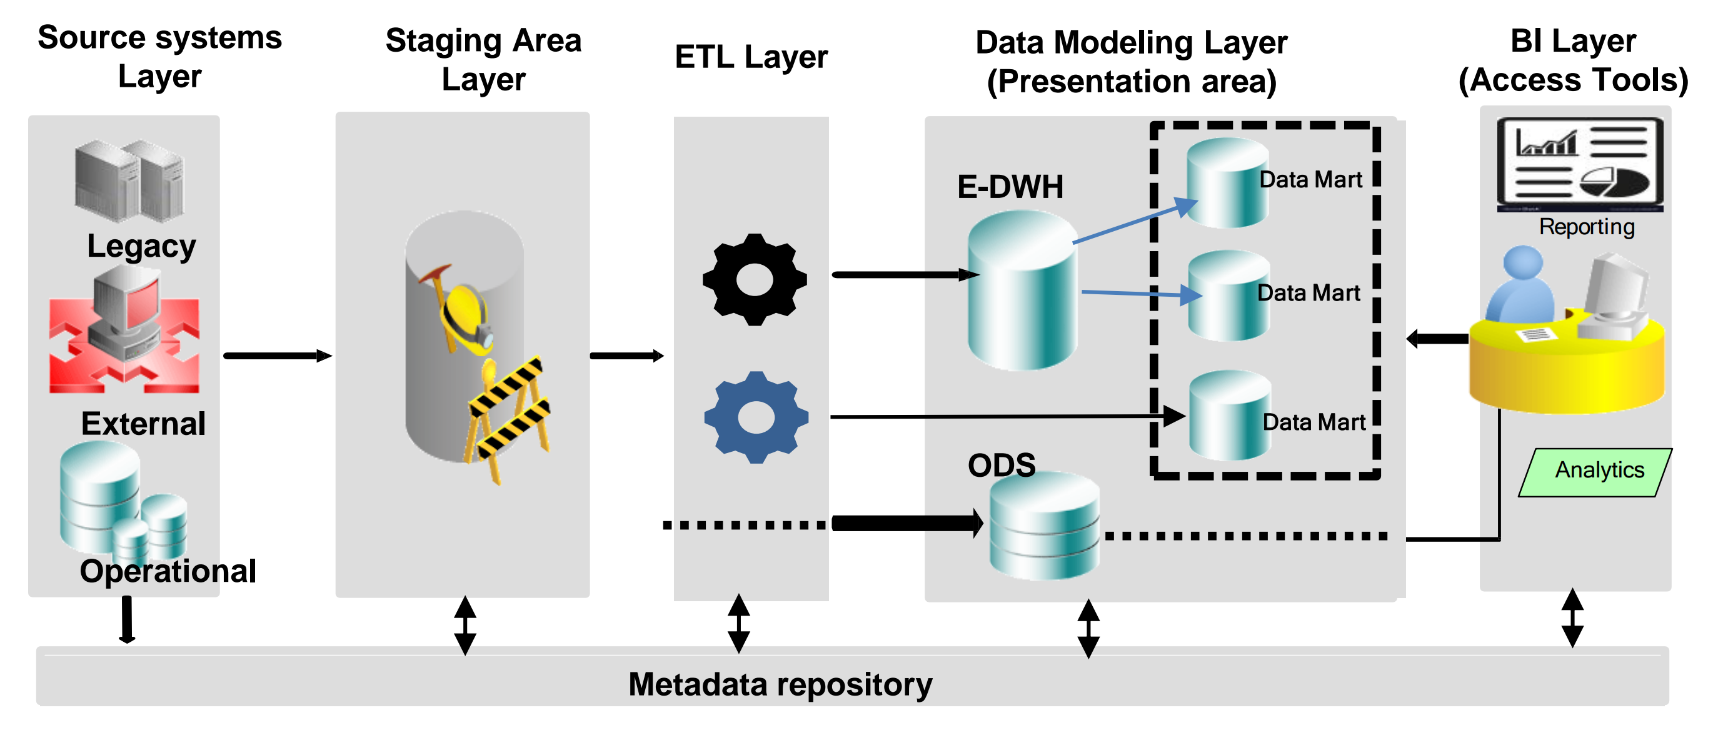 Source systems
Layer
Staging Area
Layer
ETL Layer
Data Modeling Layer
(Presentation area)
BI Layer
(Access Tools)
Legacy
External
Operational
E-DWH
Data Mart
Data Mart
Data Mart
ODS
Reporting
Analytics
Metadata repository